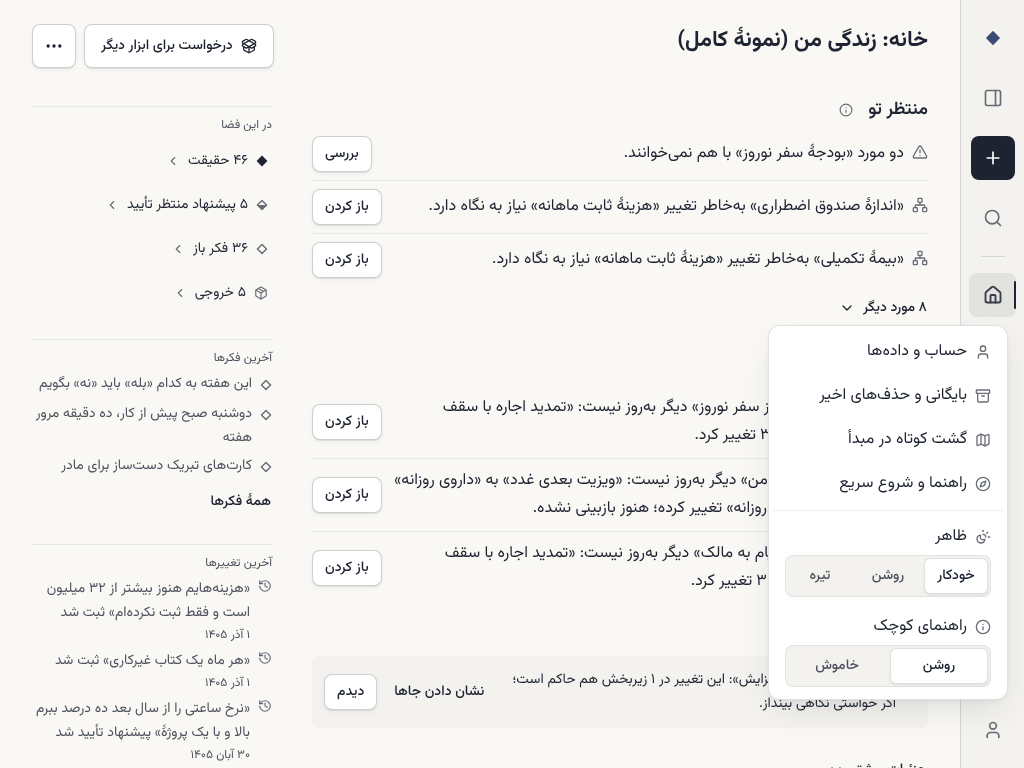 خانه: زندگی من (نمونهٔ کامل)
درخواست برای ابزار دیگر
منتظر تو
دو مورد «بودجهٔ سفر نوروز» با هم نمی‌خوانند.
بررسی
«اندازهٔ صندوق اضطراری» به‌خاطر تغییر «هزینهٔ ثابت ماهانه» نیاز به نگاه دارد.
باز کردن
«بیمهٔ تکمیلی» به‌خاطر تغییر «هزینهٔ ثابت ماهانه» نیاز به نگاه دارد.
باز کردن
۸ مورد دیگر
سفر نوروز» دیگر به‌روز نیست: «تمدید اجاره با سقف
تغییر کرد.
باز کردن
من» دیگر به‌روز نیست: «ویزیت بعدی غدد» به «داروی روزانه»
روزانه» تغییر کرده؛ هنوز بازبینی نشده.
باز کردن
به مالک» دیگر به‌روز نیست: «تمدید اجاره با سقف
تغییر کرد.
باز کردن
این تغییر در ۱ زیربخش هم حاکم است؛
اگر خواستی نگاهی بینداز.
نشان دادن جاها
دیدم
حساب و داده‌ها
بایگانی و حذف‌های اخیر
گشت کوتاه در مبدأ
راهنما و شروع سریع
ظاهر
خودکار
روشن
تیره
راهنمای کوچک
روشن
خاموش
در این فضا
۴۶ حقیقت
۵ پیشنهاد منتظر تأیید
۳۶ فکر باز
۵ خروجی
آخرین فکرها
این هفته به کدام «بله» باید «نه» بگویم
دوشنبه صبح پیش از کار، ده دقیقه مرور
هفته
کارت‌های تبریک دست‌ساز برای مادر
همهٔ فکرها
آخرین تغییرها
«هزینه‌هایم هنوز بیشتر از ۳۲ میلیون
است و فقط ثبت نکرده‌ام» ثبت شد
۱ آذر ۱۴۰۵
«هر ماه یک کتاب غیرکاری» ثبت شد
۱ آذر ۱۴۰۵
«نرخ ساعتی را از سال بعد ده درصد ببرم
بالا و با یک پروژهٔ» پیشنهاد تأیید شد
۳۰ آبان ۱۴۰۵